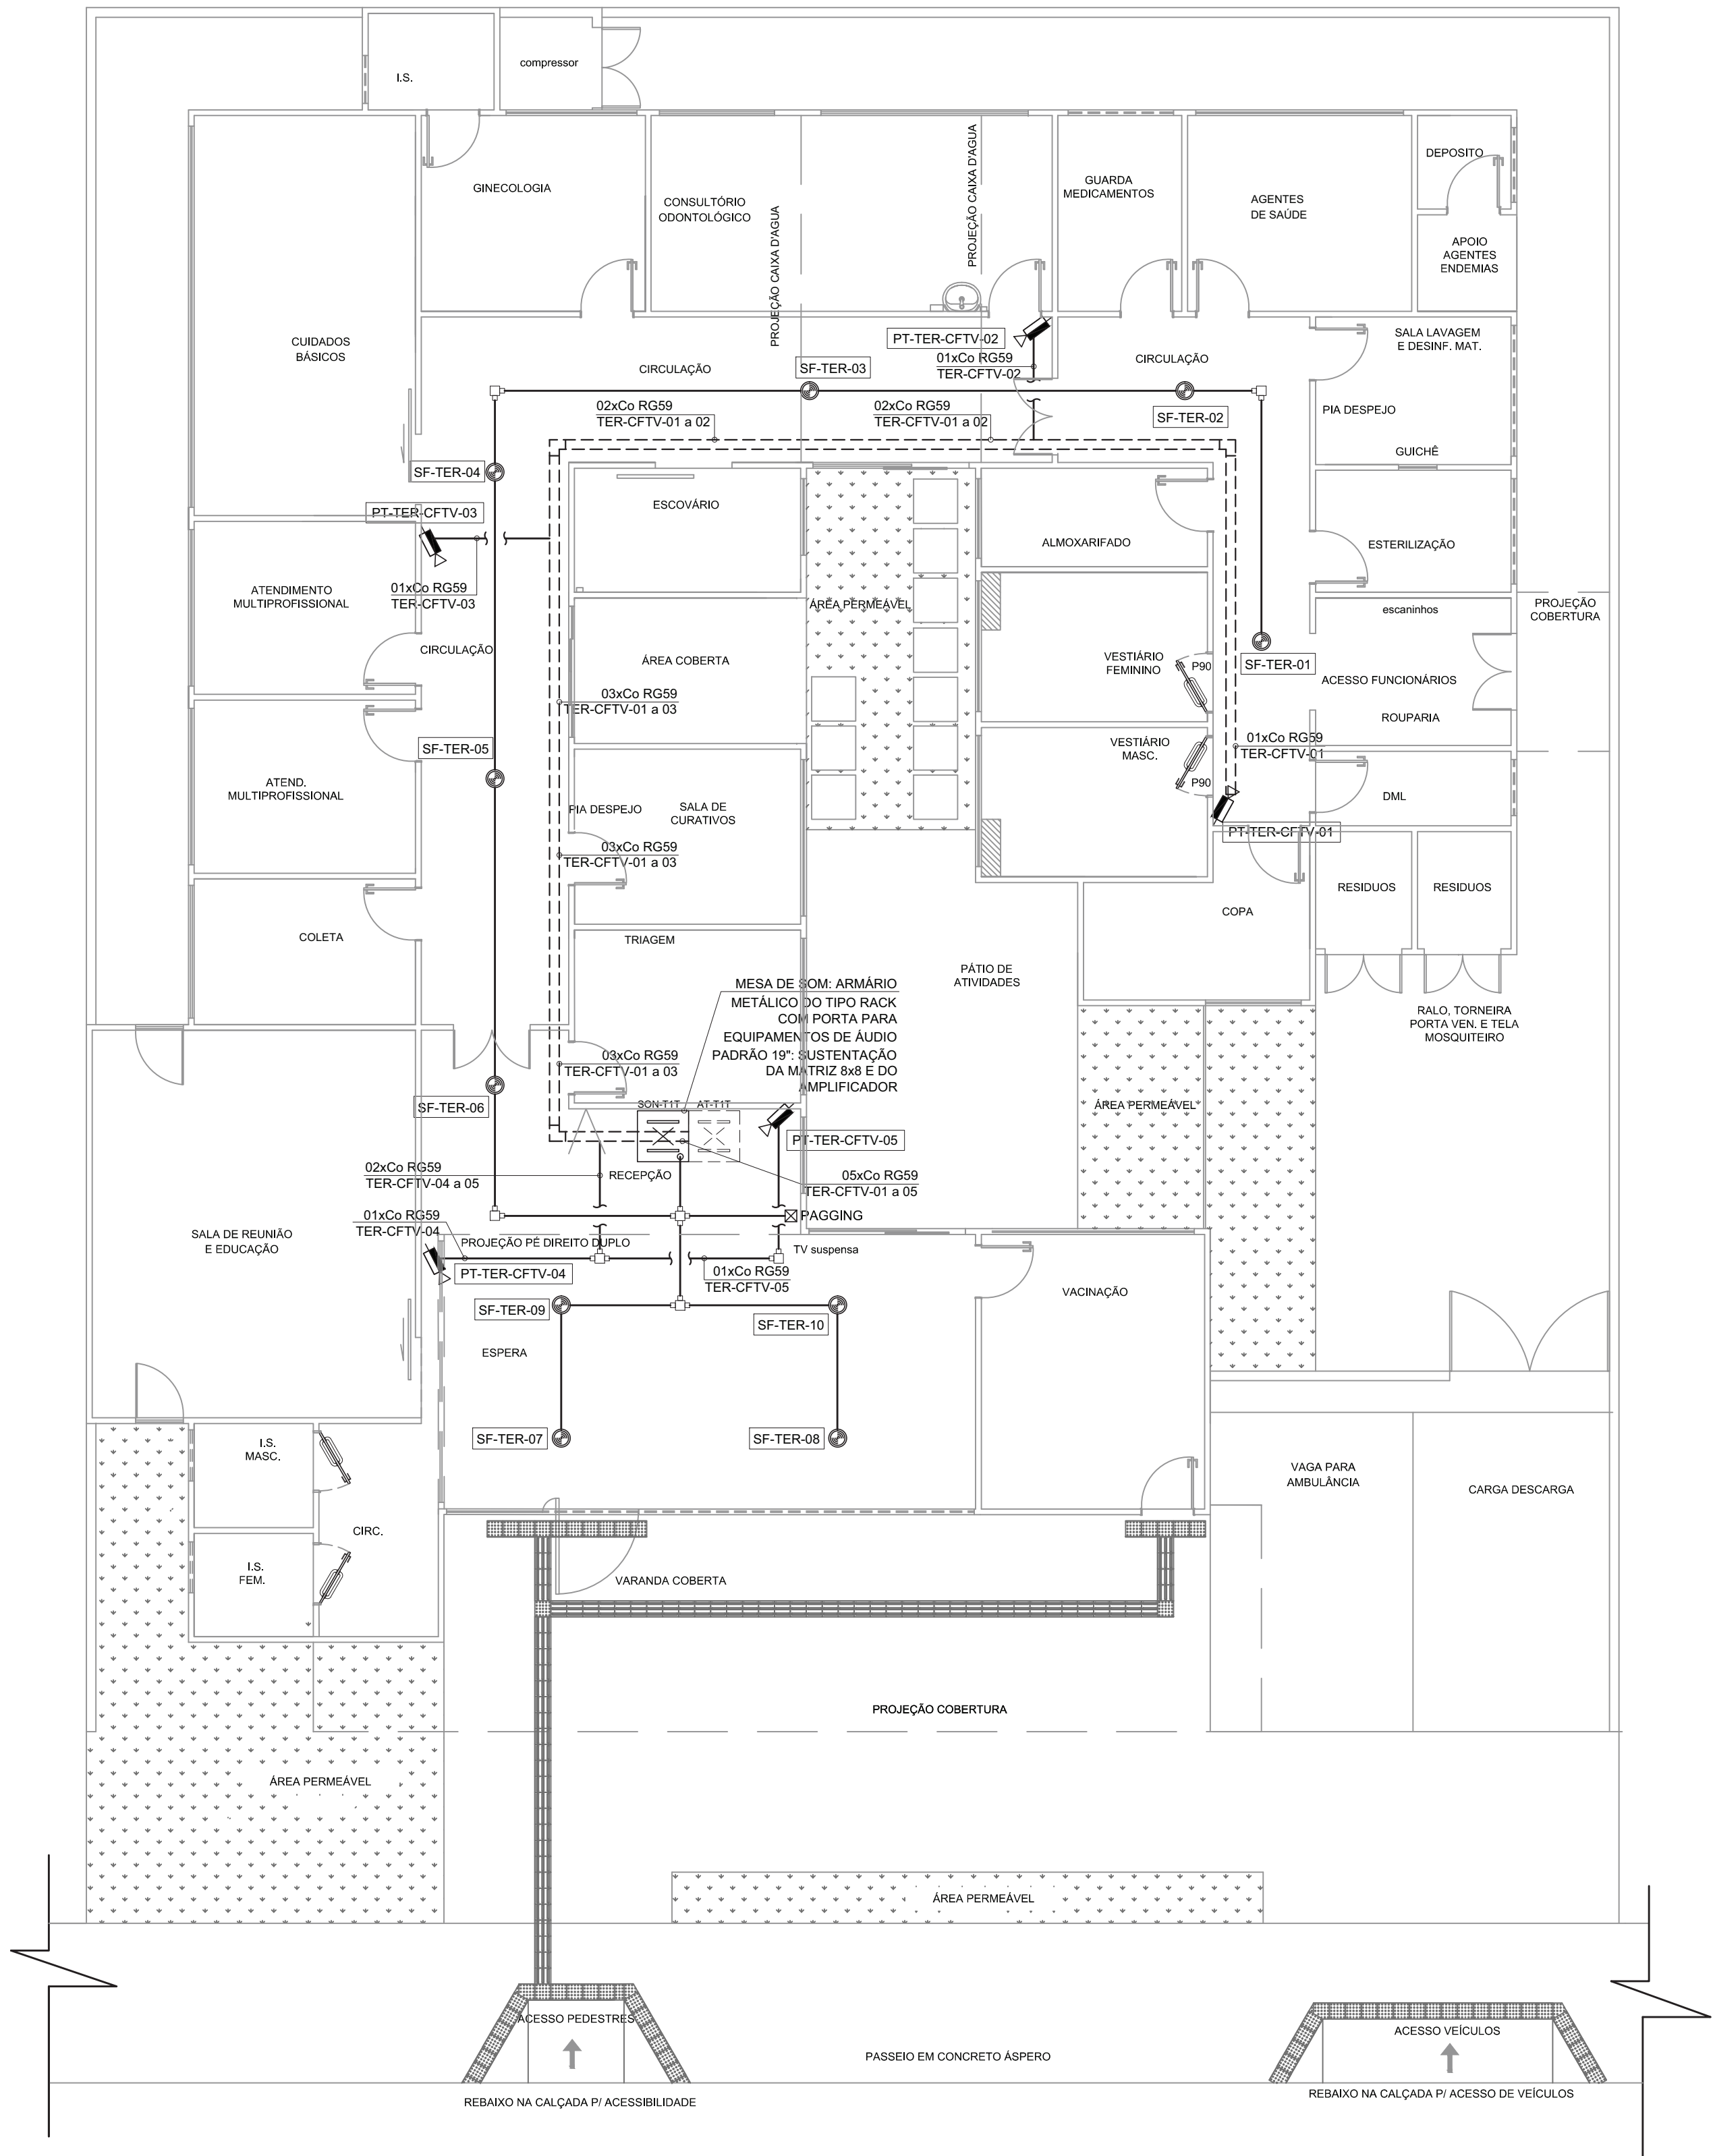 I.S.
compressor
GINECOLOGIA
CONSULTÓRIO
ODONTOLÓGICO
PROJEÇÃO CAIXA D'AGUA
PROJEÇÃO CAIXA D'AGUA
GUARDA
MEDICAMENTOS
AGENTES
DE SAÚDE
DEPOSITO
APOIO
AGENTES
ENDEMIAS
CUIDADOS
BÁSICOS
CIRCULAÇÃO
SF-TER-03
PT-TER-CFTV-02
01xCo RG59
TER-CFTV-02
CIRCULAÇÃO
SF-TER-02
SALA LAVAGEM
E DESINF. MAT.
PIA DESPEJO
GUICHÊ
02xCo RG59
TER-CFTV-01 a 02
02xCo RG59
TER-CFTV-01 a 02
SF-TER-04
PT-TER-CFTV-03
01xCo RG59
TER-CFTV-03
ESCOVÁRIO
ALMOXARIFADO
ESTERILIZAÇÃO
ATENDIMENTO
MULTIPROFISSIONAL
ÁREA PERMEÁVEL
escaninhos
PROJEÇÃO
COBERTURA
CIRCULAÇÃO
ÁREA COBERTA
VESTIÁRIO
FEMININO
P90
SF-TER-01
ACESSO FUNCIONÁRIOS
ROUPARIA
03xCo RG59
TER-CFTV-01 a 03
SF-TER-05
VESTIÁRIO
MASC.
P90
01xCo RG59
TER-CFTV-01
ATEND.
MULTIPROFISSIONAL
PIA DESPEJO
SALA DE
CURATIVOS
DML
PT-TER-CFTV-01
03xCo RG59
TER-CFTV-01 a 03
RESIDUOS
RESIDUOS
COPA
COLETA
TRIAGEM
PÁTIO DE
ATIVIDADES
MESA DE SOM: ARMÁRIO
METÁLICO DO TIPO RACK
COM PORTA PARA
EQUIPAMENTOS DE ÁUDIO
PADRÃO 19": SUSTENTAÇÃO
DA MATRIZ 8x8 E DO
AMPLIFICADOR
RALO, TORNEIRA
PORTA VEN. E TELA
MOSQUITEIRO
03xCo RG59
TER-CFTV-01 a 03
SF-TER-06
SON-T1T
AT-T1T
ÁREA PERMEÁVEL
PT-TER-CFTV-05
02xCo RG59
TER-CFTV-04 a 05
RECEPÇÃO
05xCo RG59
TER-CFTV-01 a 05
01xCo RG59
TER-CFTV-04
PAGGING
SALA DE REUNIÃO
E EDUCAÇÃO
PROJEÇÃO PÉ DIREITO DUPLO
TV suspensa
PT-TER-CFTV-04
01xCo RG59
TER-CFTV-05
VACINAÇÃO
SF-TER-09
SF-TER-10
ESPERA
SF-TER-07
SF-TER-08
I.S.
MASC.
VAGA PARA
AMBULÂNCIA
CARGA DESCARGA
CIRC.
I.S.
FEM.
VARANDA COBERTA
PROJEÇÃO COBERTURA
ÁREA PERMEÁVEL
ÁREA PERMEÁVEL
ACESSO PEDESTRES
ACESSO VEÍCULOS
PASSEIO EM CONCRETO ÁSPERO
REBAIXO NA CALÇADA P/ ACESSIBILIDADE
REBAIXO NA CALÇADA P/ ACESSO DE VEÍCULOS